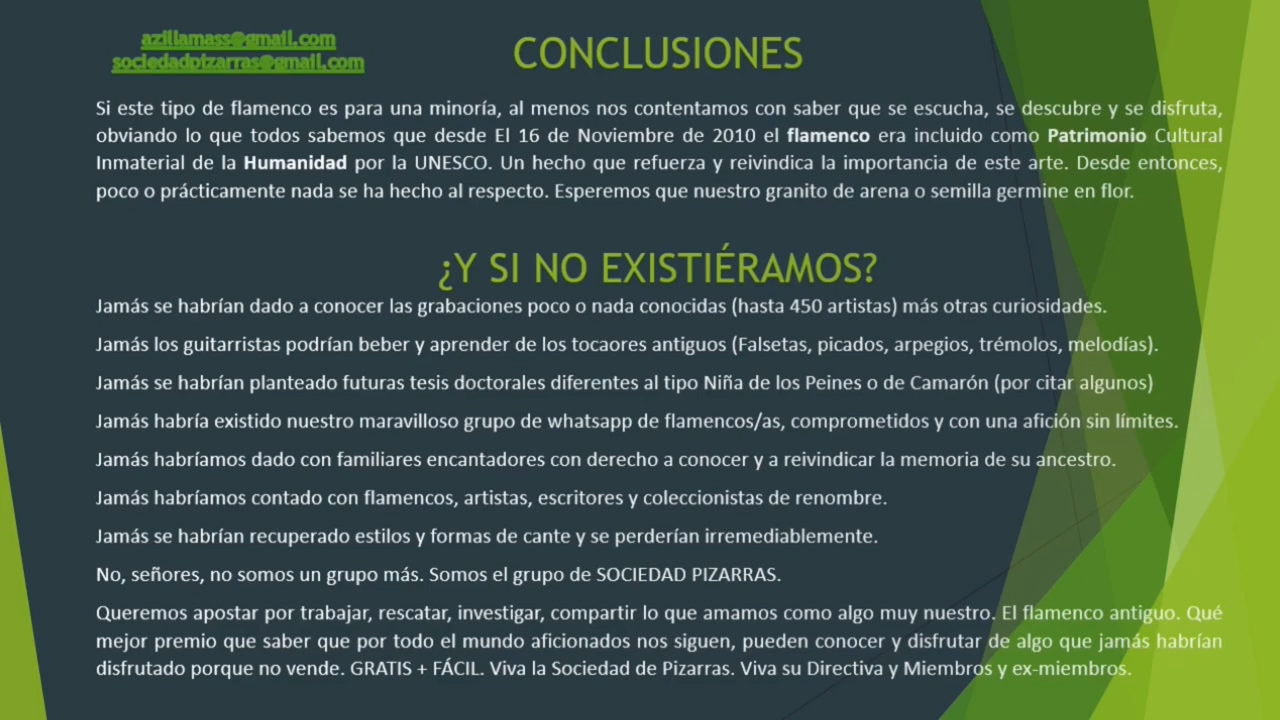 azillamass@gmail.com
sociedadpizarras@gmail.com
CONCLUSIONES
Si este tipo de flamenco es para una minoría, al menos nos contentamos con saber que se escucha, se descubre y se disfruta,
obviando lo que todos sabemos que desde El 16 de Noviembre de 2010 el flamenco era incluido como Patrimonio Cultural
Inmaterial de la Humanidad por la UNESCO. Un hecho que refuerza y reivindica la importancia de este arte. Desde entonces,
poco o prácticamente nada se ha hecho al respecto. Esperemos que nuestro granito de arena o semilla germine en flor.
¿Y SI NO EXISTIÉRAMOS?
Jamás se habrían dado a conocer las grabaciones poco o nada conocidas (hasta 450 artistas) más otras curiosidades.
Jamás los guitarristas podrían beber y aprender de los tocaores antiguos (Falsetas, picados, arpegios, trémolos, melodías).
Jamás se habrían planteado futuras tesis doctorales diferentes al tipo Niña de los Peines o de Camarón (por citar algunos)
Jamás habría existido nuestro maravilloso grupo de whatsapp de flamencos/as, comprometidos y con una afición sin límites.
Jamás habríamos dado con familiares encantadores con derecho a conocer y a reivindicar la memoria de su ancestro.
Jamás habríamos contado con flamencos, artistas, escritores y coleccionistas de renombre.
Jamás se habrían recuperado estilos y formas de cante y se perderían irremediablemente.
No, señores, no somos un grupo más. Somos el grupo de SOCIEDAD PIZARRAS.
Queremos apostar por trabajar, rescatar, investigar, compartir lo que amamos como algo muy nuestro. El flamenco antiguo. Qué
mejor premio que saber que por todo el mundo aficionados nos siguen, pueden conocer y disfrutar de algo que jamás habrían
disfrutado porque no vende. GRATIS + FÁCIL. Viva la Sociedad de Pizarras. Viva su Directiva y Miembros y ex-miembros.